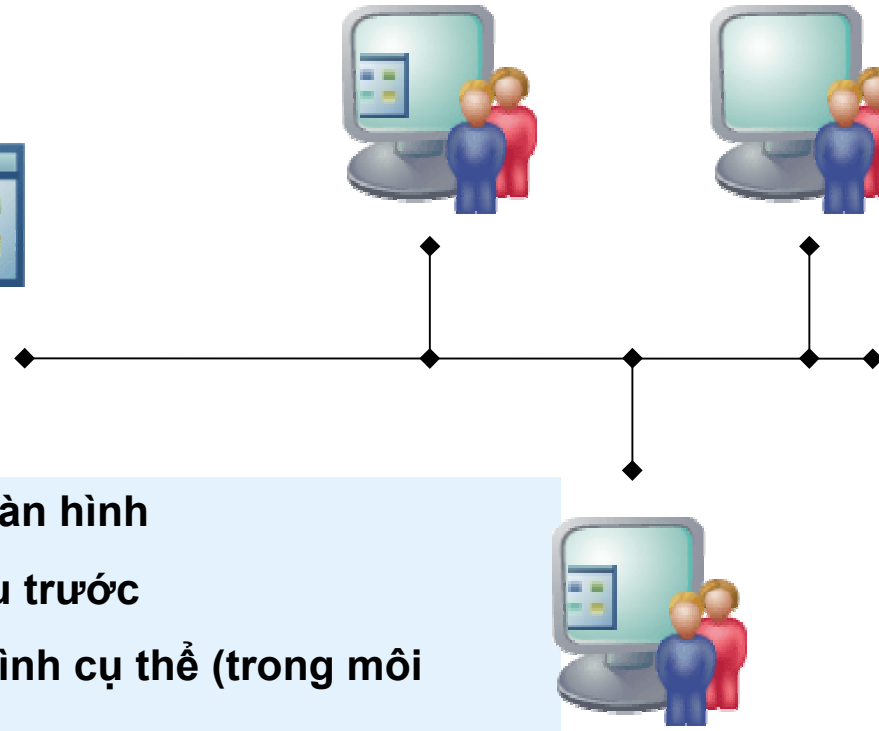 àn hình
trước
ình cụ thể (trong môi